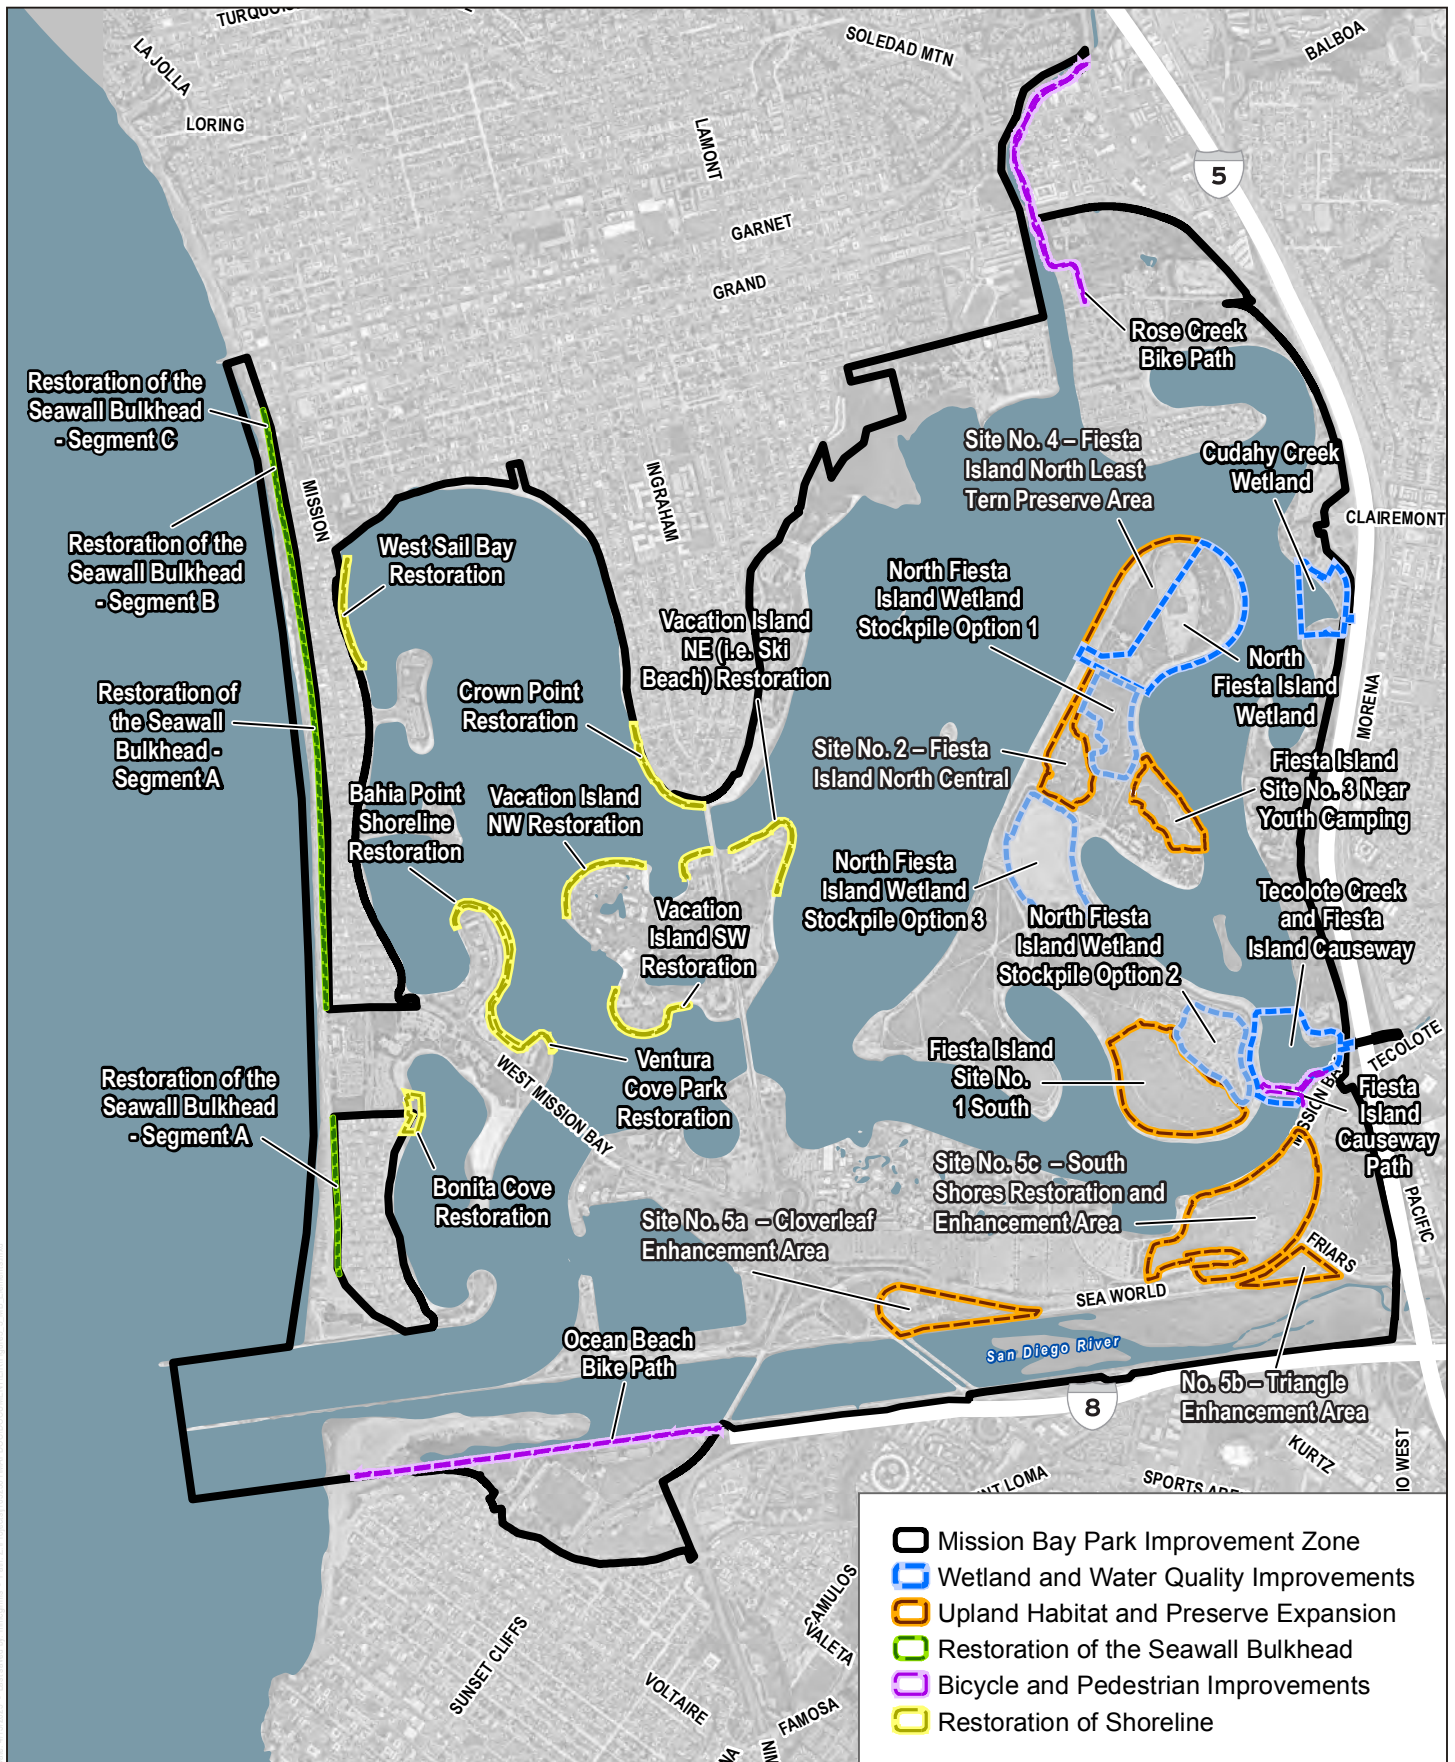 TURQUOIS
LA JOLLA
LORING
SOLEDAD MTN
BALBOA
LAMONT
GARNET
GRAND
5
Rose Creek
Bike Path
Restoration of the
Seawall Bulkhead
- Segment C
Restoration of the
Seawall Bulkhead
- Segment B
MISSION
INGRAHAM
West Sail Bay
Restoration
Site No. 4 – Fiesta
Island North Least
Tern Preserve Area
Cudahy Creek
Wetland
CLAIREMONT
North Fiesta
Island Wetland
Stockpile Option 1
Vacation Island
NE (i.e. Ski
Beach) Restoration
North
Fiesta Island
Wetland
MORENA
Restoration of
the Seawall
Bulkhead -
Segment A
Crown Point
Restoration
Site No. 2 – Fiesta
Island North Central
Fiesta Island
Site No. 3 Near
Youth Camping
Bahia Point
Shoreline
Restoration
Vacation Island
NW Restoration
North Fiesta
Island Wetland
Stockpile Option 3
Vacation
Island SW
Restoration
North Fiesta
Island Wetland
Stockpile Option 2
Tecolote Creek
and Fiesta
Island Causeway
TECOLOTE
MISSION BA
Fiesta Island
Site No.
1 South
Ventura
Cove Park
Restoration
WEST MISSION BAY
Restoration of the
Seawall Bulkhead
- Segment A
Fiesta
Island
Causeway
Path
PACIFIC
Bonita Cove
Restoration
Site No. 5c – South
Shores Restoration and
Enhancement Area
Site No. 5a – Cloverleaf
Enhancement Area
FRIARS
SEA WORLD
San Diego River
Ocean Beach
Bike Path
No. 5b – Triangle
Enhancement Area
8
KURTZ
IO WEST
NT LOMA
SPORTS ARE
CAMULOS
VALETA
SUNSET CLIFFS
VOLTAIRE
FAMOSA
NIM
Mission Bay Park Improvement Zone
Wetland and Water Quality Improvements
Upland Habitat and Preserve Expansion
Restoration of the Seawall Bulkhead
Bicycle and Pedestrian Improvements
Restoration of Shoreline